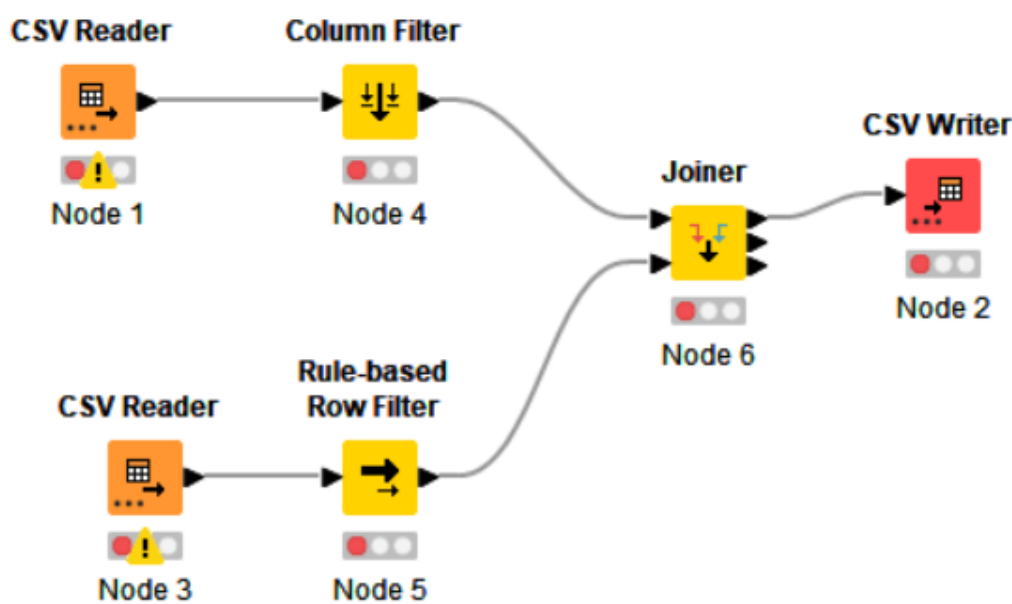 CSV Reader
Column Filter
CSV Writer
Joiner
Node 1
Node 4
Node 2
Node 6
Rule-based
Row Filter
CSV Reader
Node 3
Node 5